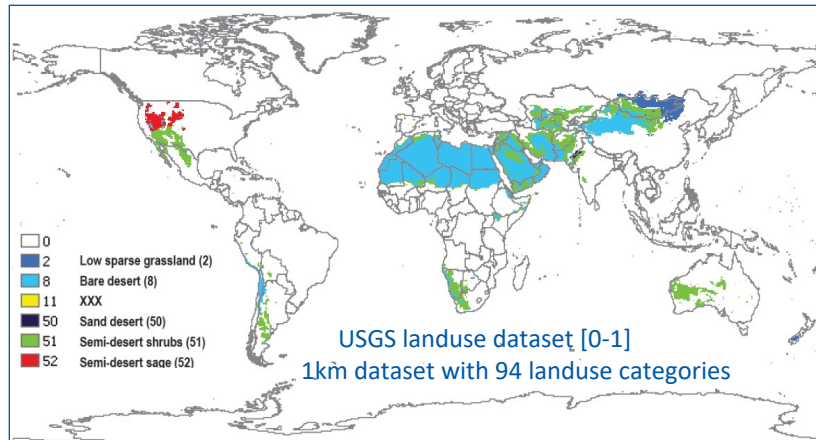 0
2 Low sparse grassland (2)
8 Bare desert (8)
11 XXX
50 Sand desert (50)
51 Semi-desert shrubs (51)
52 Semi-desert sage (52)
USGS landuse dataset [0-1]
1km dataset with 94 landuse categories